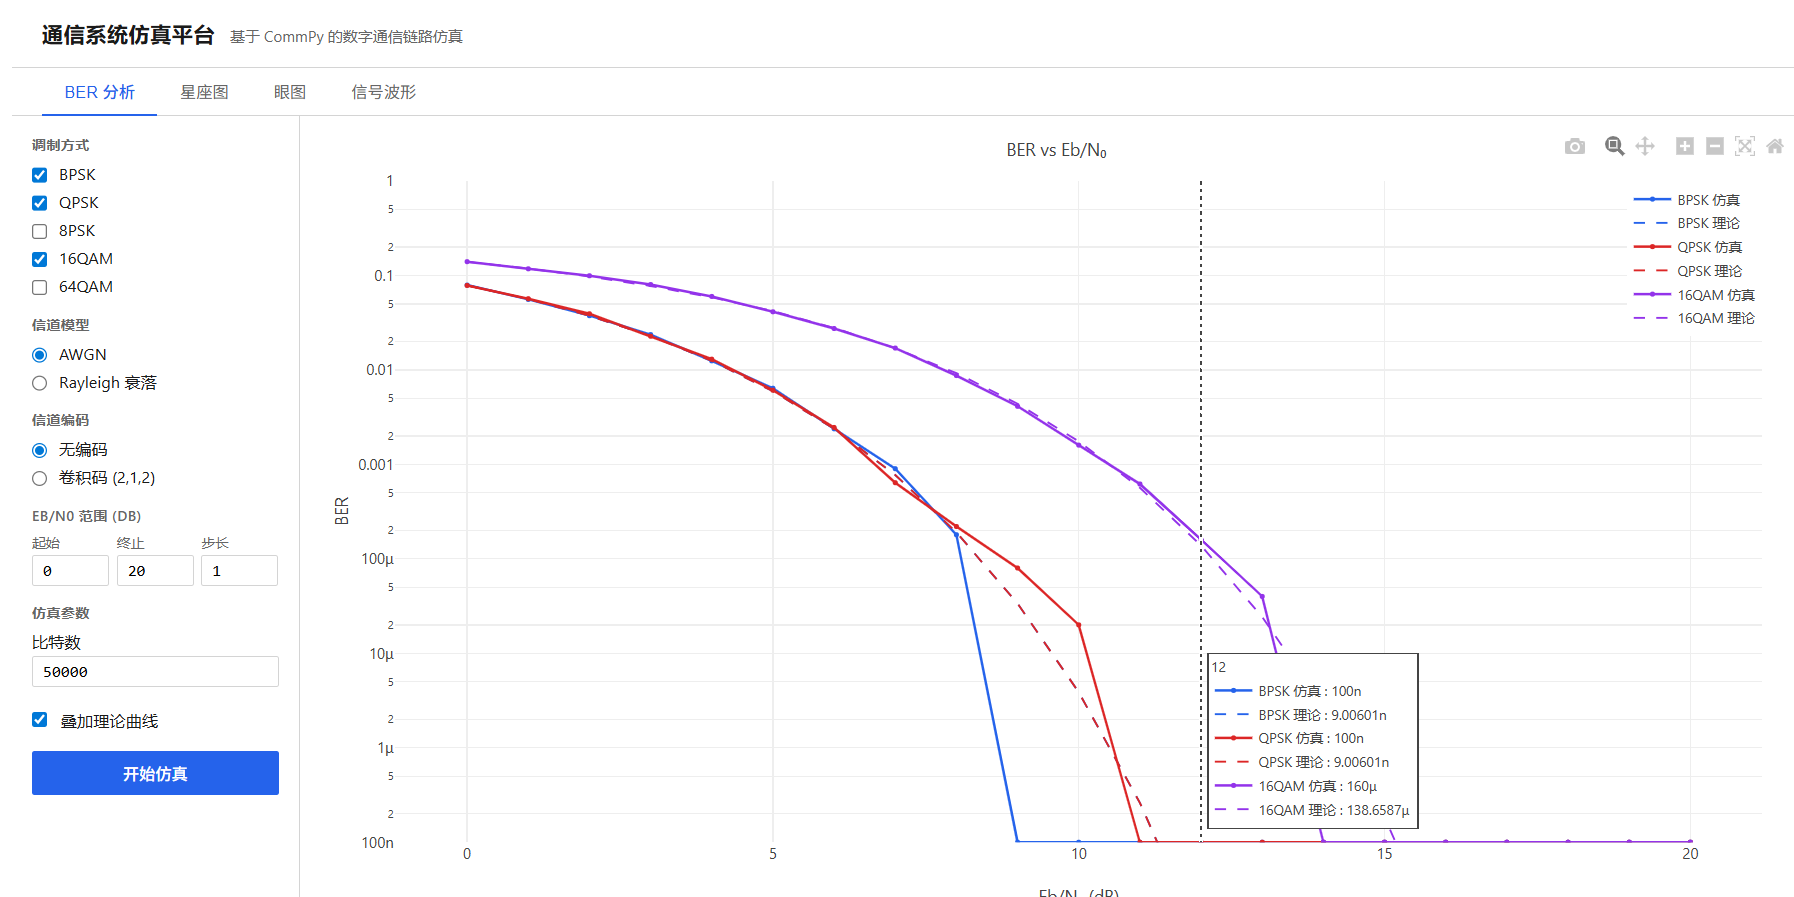 通信系统仿真平台 基于 CommPy 的数字通信链路仿真
BER 分析 星座图 眼图 信号波形
调制方式
BPSK
QPSK
8PSK
16QAM
64QAM
信道模型
AWGN
Rayleigh 衰落
信道编码
无编码
卷积码 (2,1,2)
EB/N0 范围 (DB)
起始 终止 步长
0 20 1
仿真参数
比特数
50000
叠加理论曲线
开始仿真
BER vs Eb/N₀
BER
1
5
2
0.1
5
2
0.01
5
2
0.001
5
2
100μ
5
2
10μ
5
2
1μ
5
2
100n
0 5 10 15 20
BPSK 仿真
BPSK 理论
QPSK 仿真
QPSK 理论
16QAM 仿真
16QAM 理论
12
BPSK 仿真 : 100n
BPSK 理论 : 9.00601n
QPSK 仿真 : 100n
QPSK 理论 : 9.00601n
16QAM 仿真 : 160μ
16QAM 理论 : 138.6587μ
Eb/N (dB)